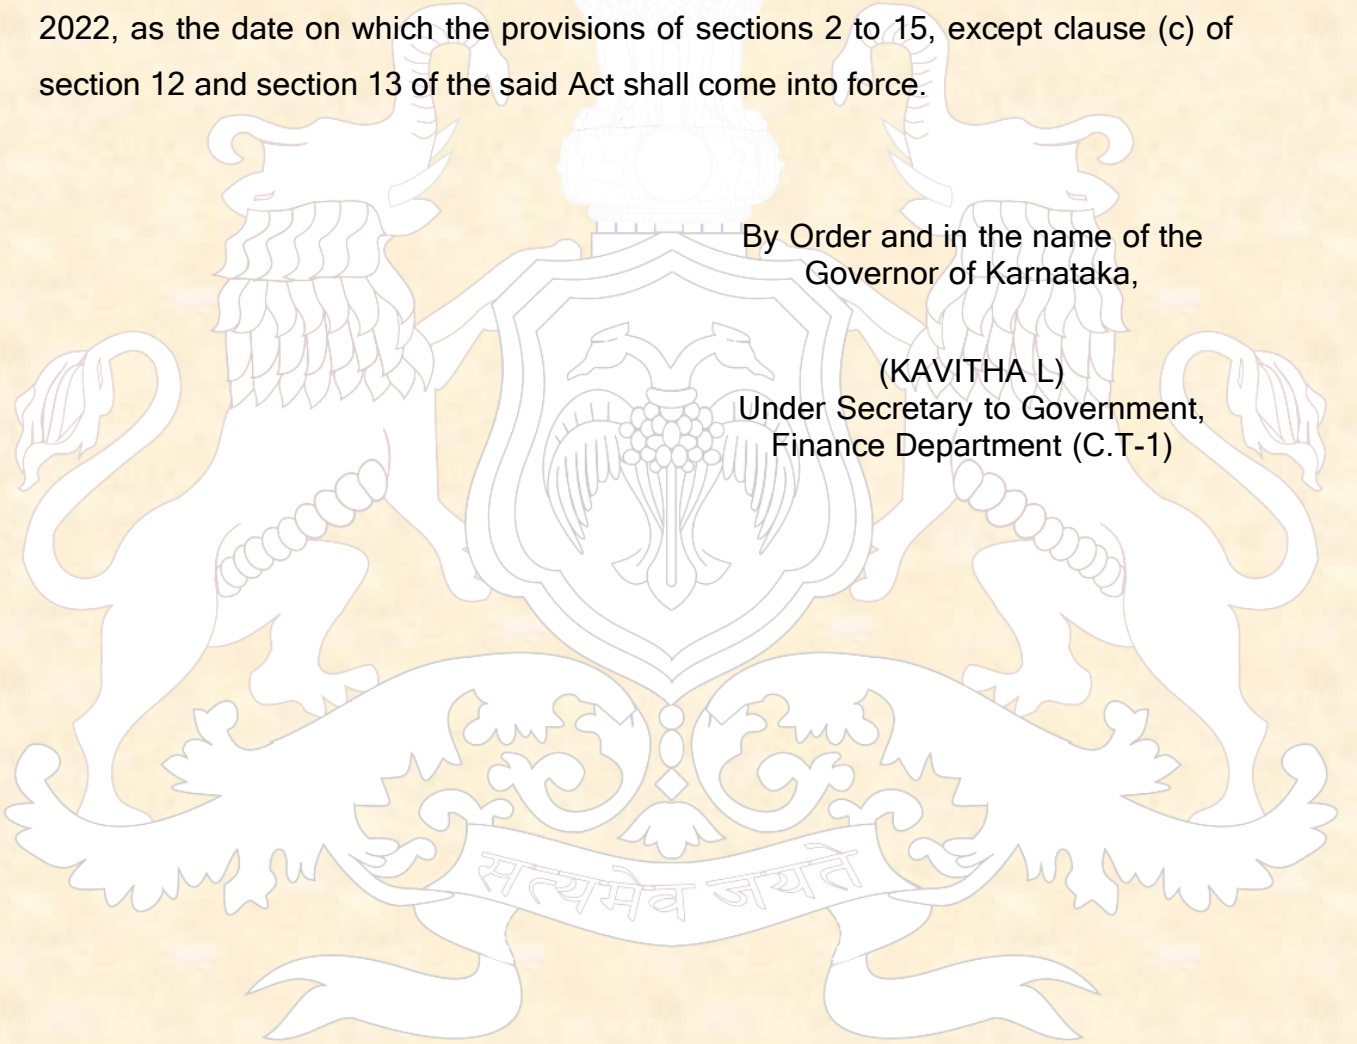 2022, as the date on which the provisions of sections 2 to 15, except clause (c) of
section 12 and section 13 of the said Act shall come into force.
By Order and in the name of the
Governor of Karnataka,
(KAVITHA L)
Under Secretary to Government,
Finance Department (C.T-1)
सत्यमेव जयते